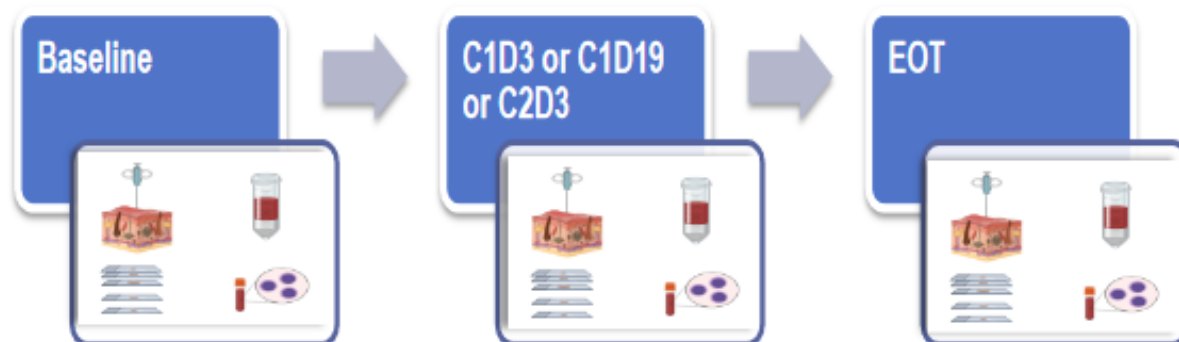 Baseline
C1D3 or C1D19
or C2D3
EOT